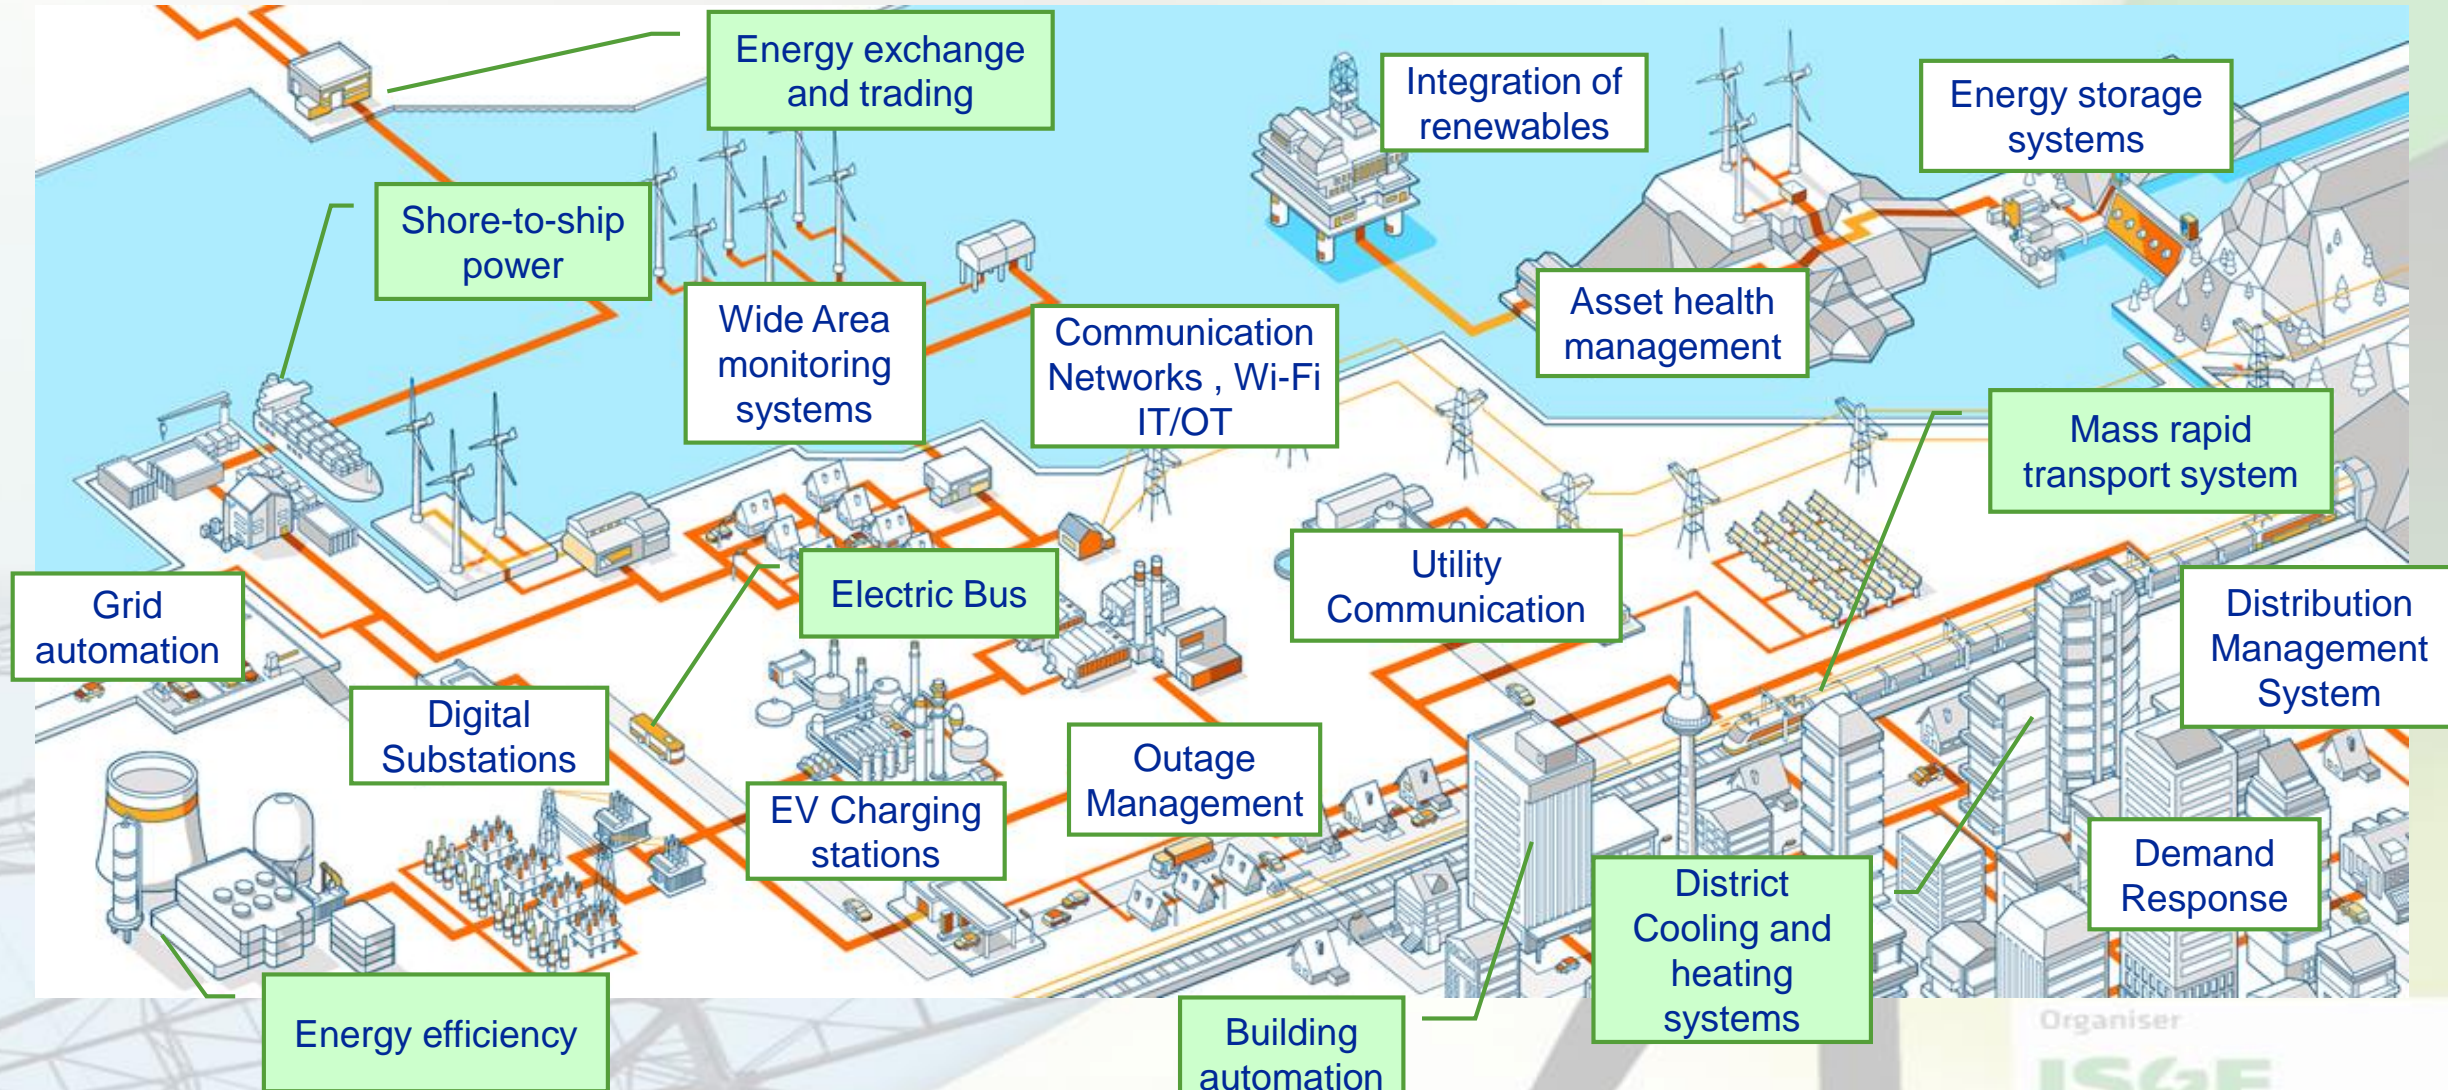 Energy exchange
and trading
Integration of
renewables
Energy storage
systems
Shore-to-ship
power
Wide Area
monitoring
systems
Communication
Networks , Wi-Fi
IT/OT
Asset health
management
Mass rapid
transport system
Grid
automation
Electric Bus
Utility
Communication
Distribution
Management
System
Digital
Substations
EV Charging
stations
Outage
Management
District
Cooling and
heating
systems
Demand
Response
Energy efficiency
Building
automation
Organiser